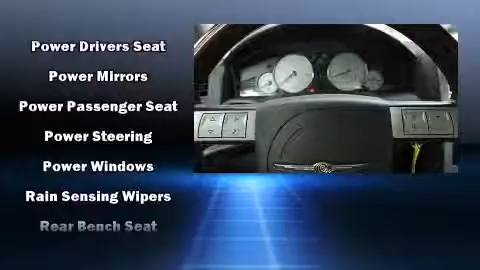 Power Drivers Seat
Power Mirrors
Power Passenger Seat
Power Steering
Power Windows
Rain Sensing Wipers
Rear Bench Seat